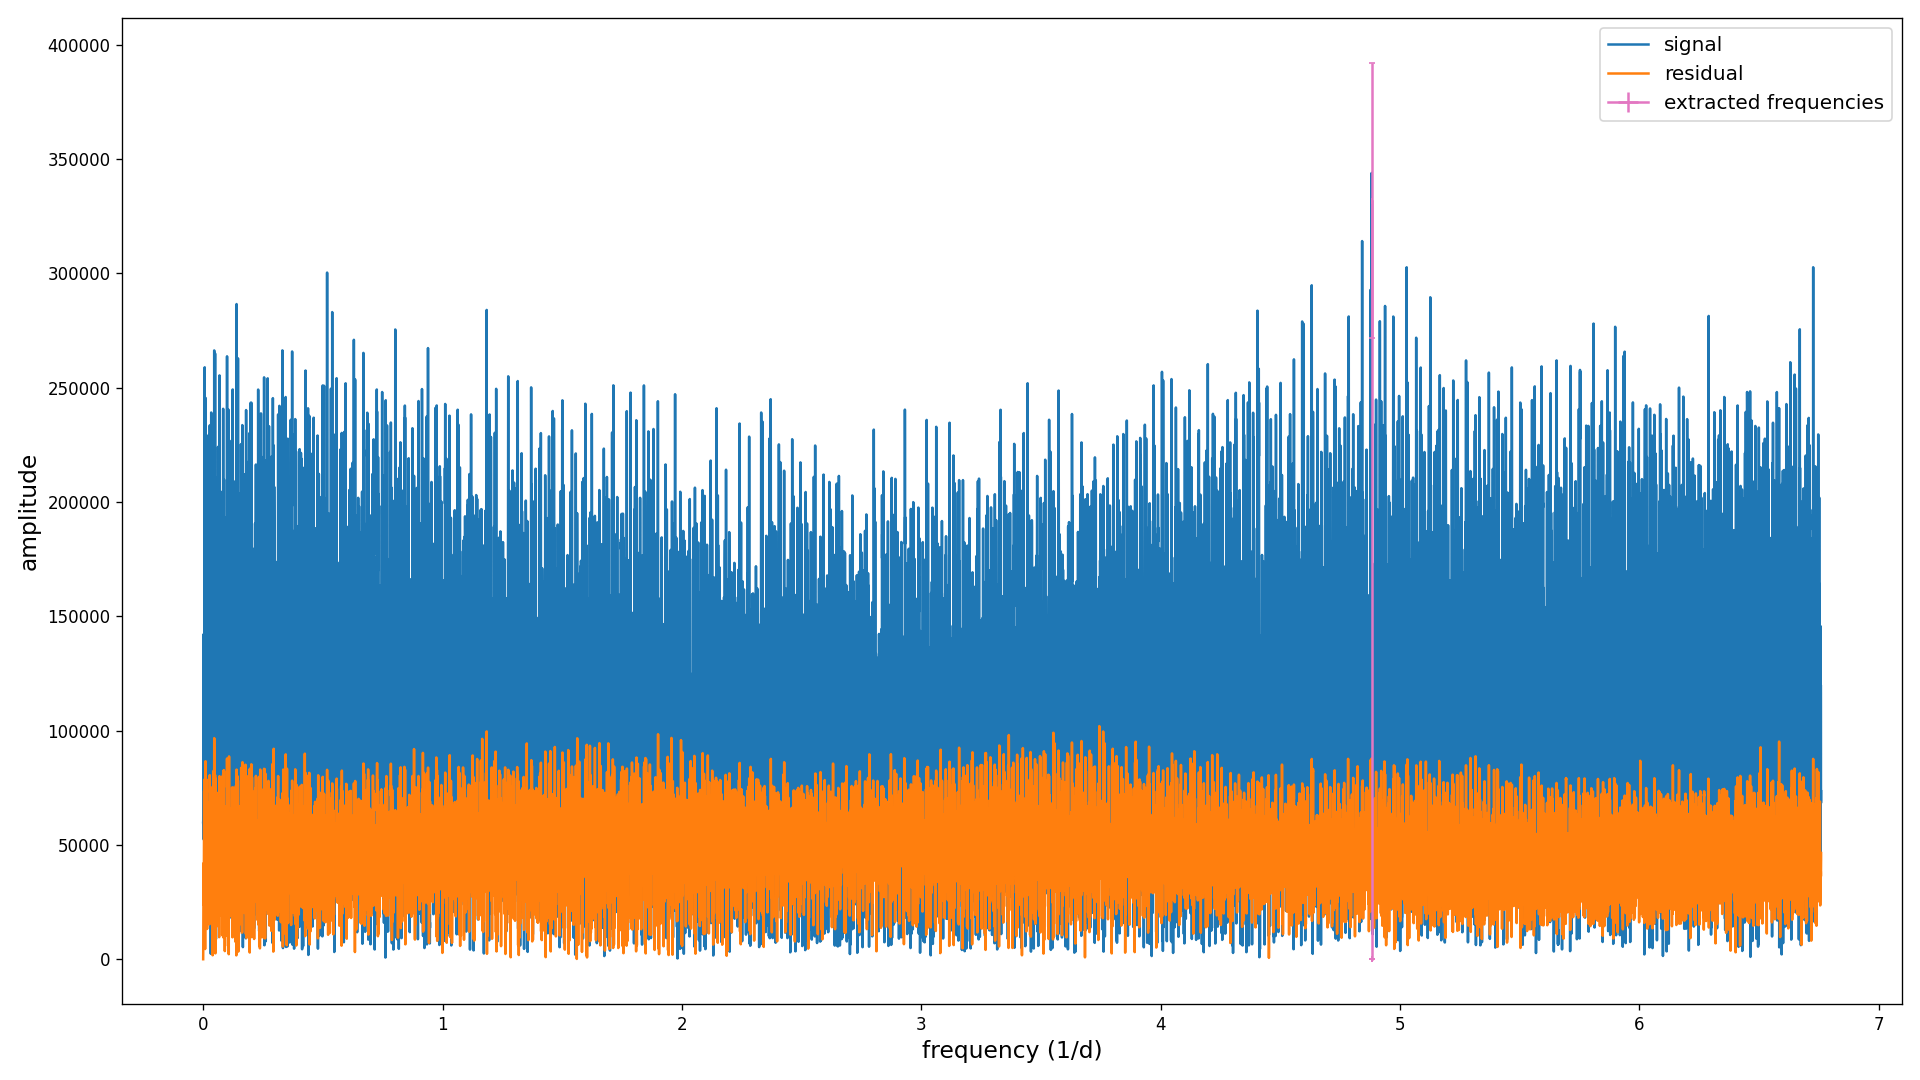 signal
residual
extracted frequencies
amplitude
400000
350000
300000
250000
200000
150000
100000
50000
0
0 1 2 3 4 5 6 7
frequency (1/d)